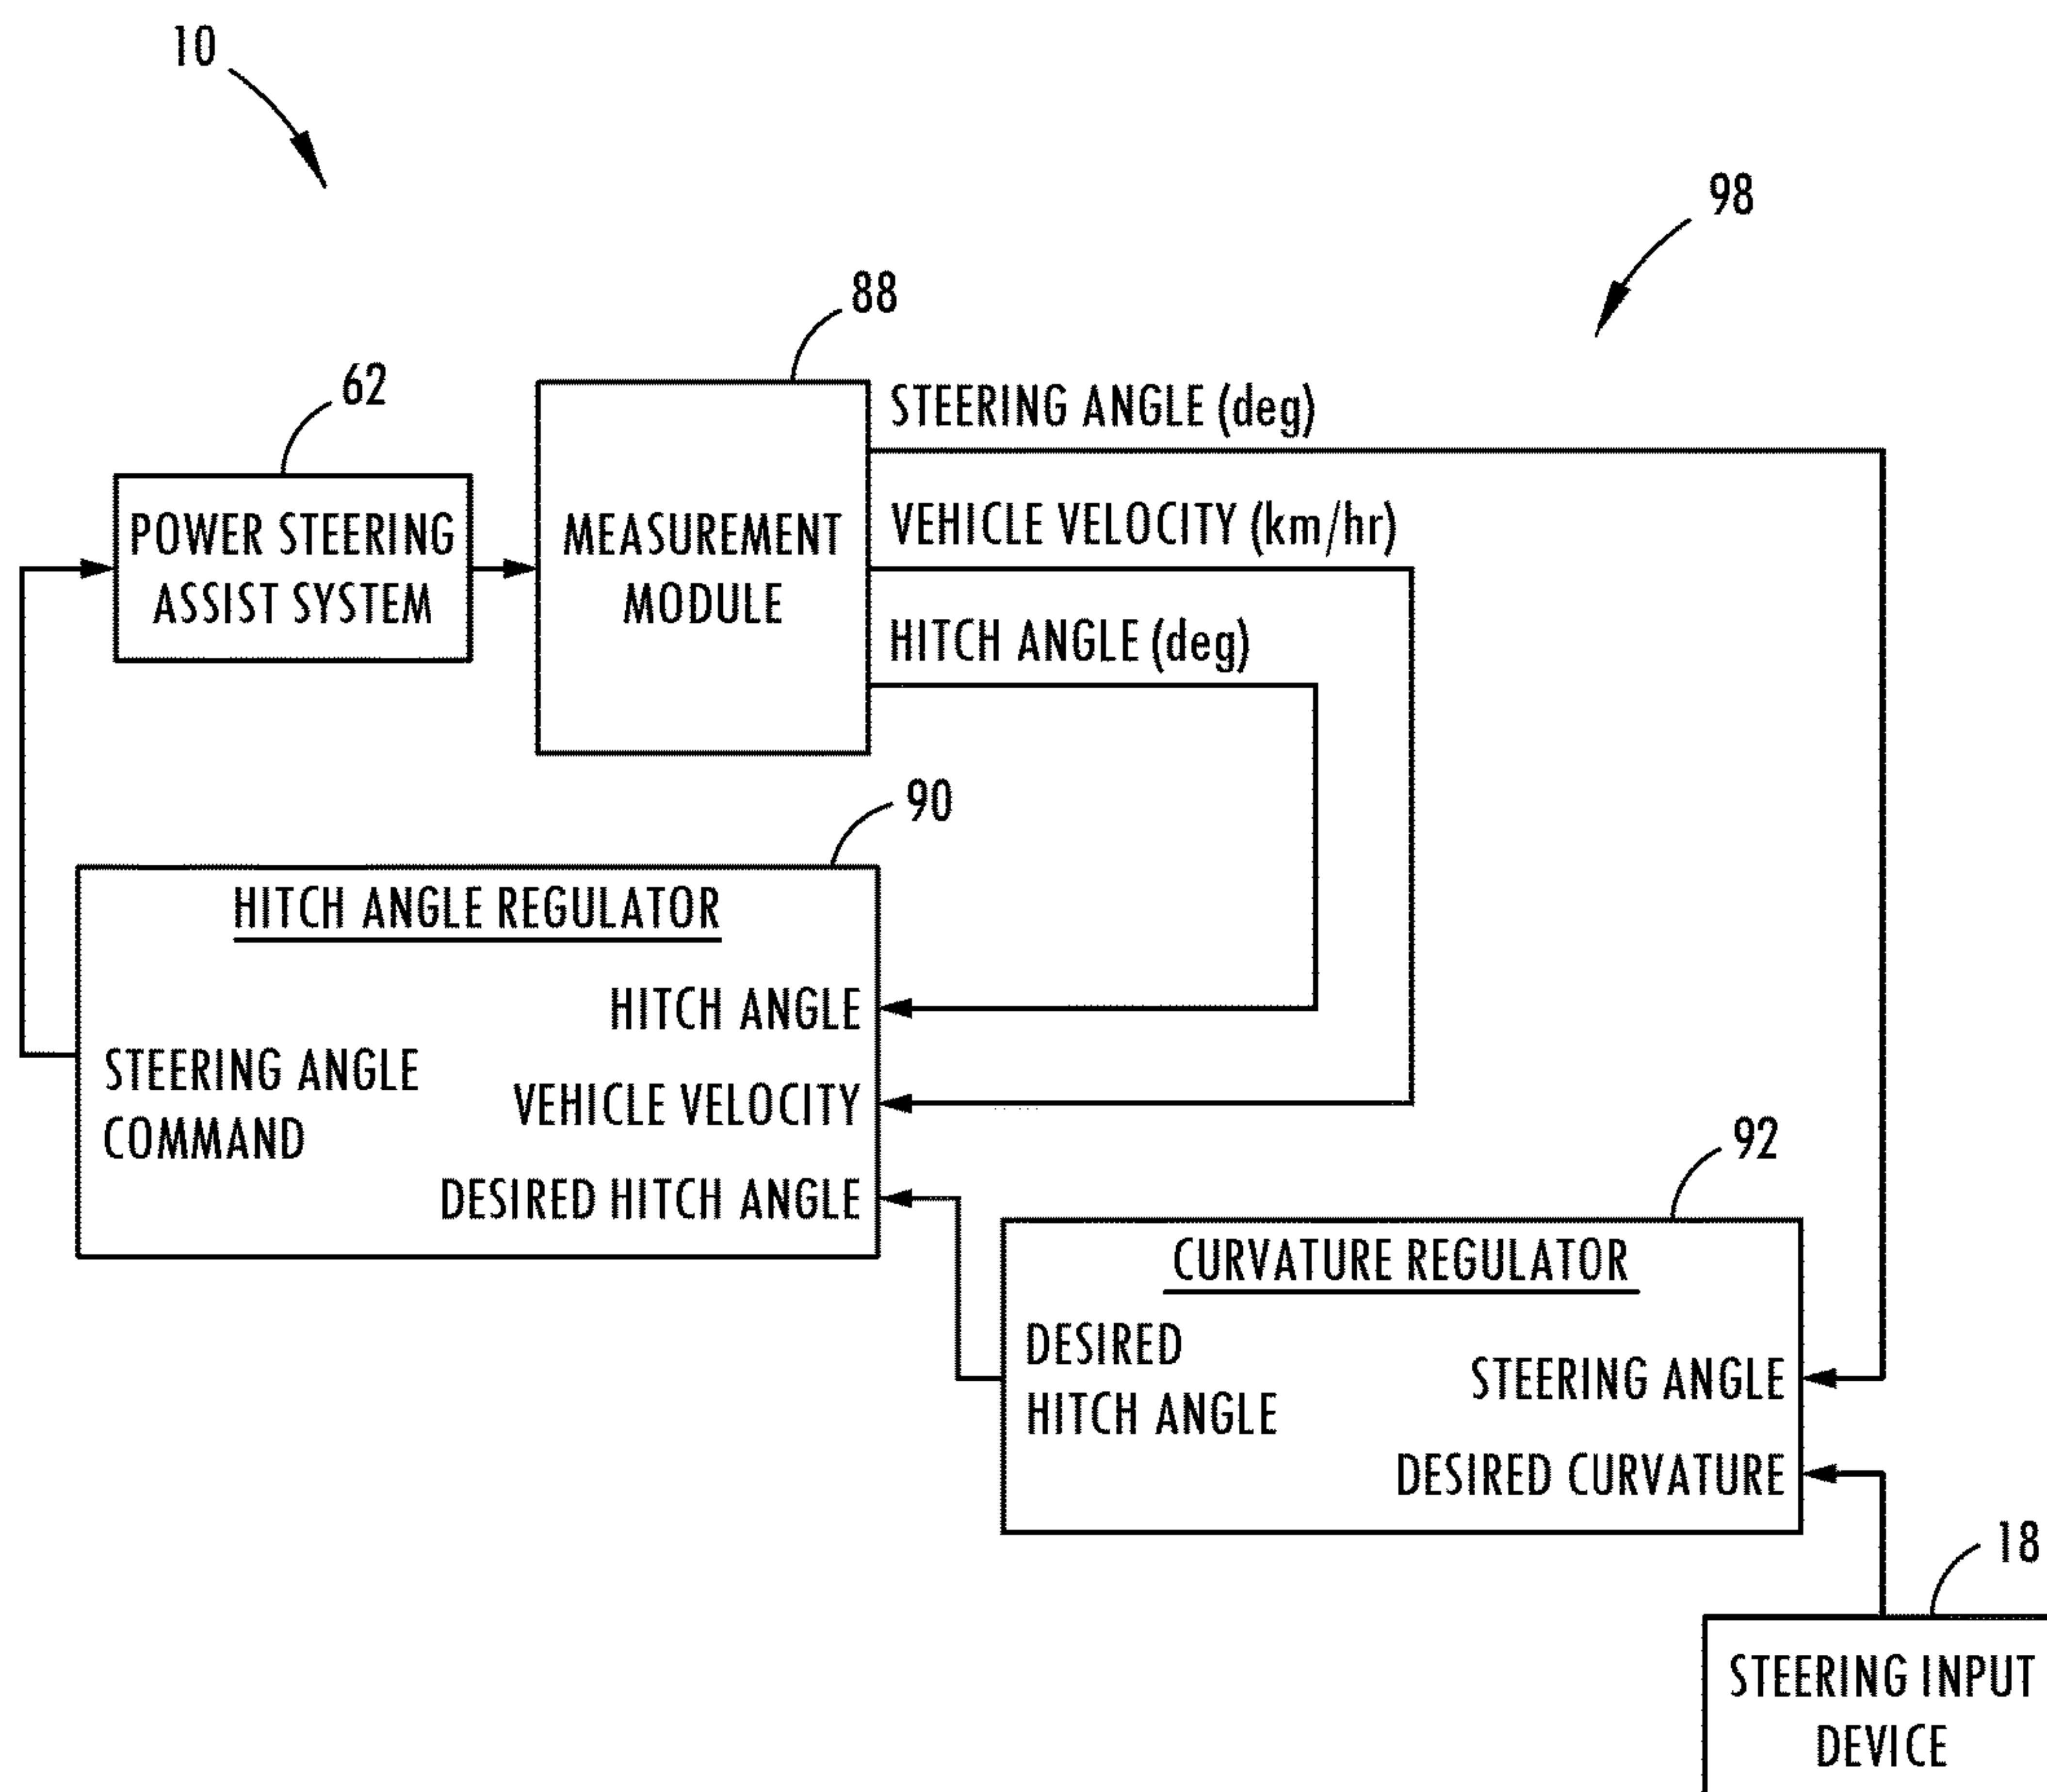 10
98
88
62
STEERING ANGLE (deg)
POWER STEERING
ASSIST SYSTEM
MEASUREMENT
MODULE
VEHICLE VELOCITY (km/hr)
HITCH ANGLE (deg)
90
HITCH ANGLE REGULATOR
HITCH ANGLE
STEERING ANGLE
COMMAND
VEHICLE VELOCITY
DESIRED HITCH ANGLE
92
CURVATURE REGULATOR
DESIRED
HITCH ANGLE
STEERING ANGLE
DESIRED CURVATURE
18
STEERING INPUT
DEVICE